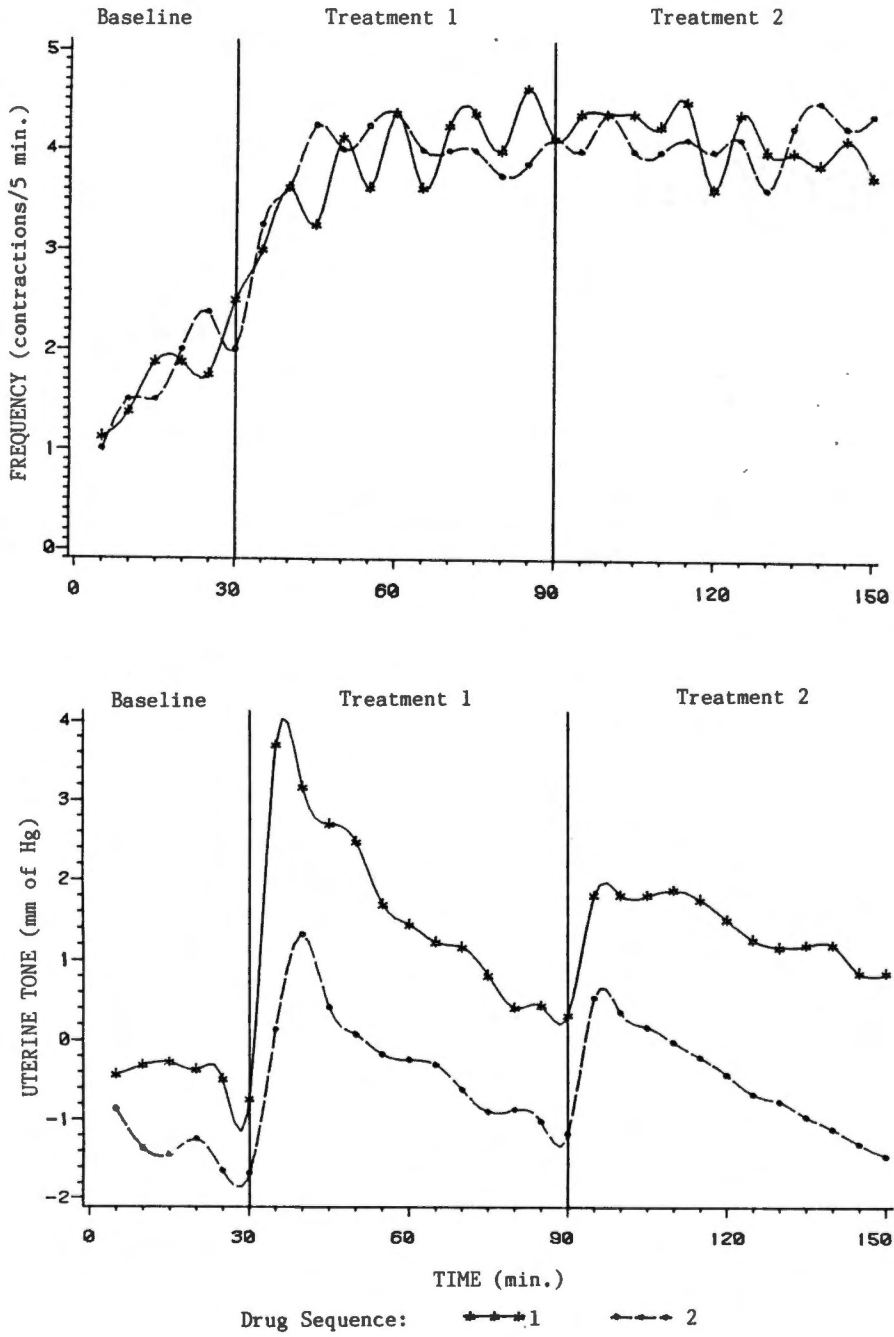 Baseline Treatment 1 Treatment 2
5
4
3
2
1
0
FREQUENCY (contractions/5 min.)
0 30 60 90 120 150
Baseline Treatment 1 Treatment 2
4
3
2
1
0
-1
-2
UTERINE TONE (mm of Hg)
0 30 60 90 120 150
TIME (min.)
Drug Sequence: 1 2